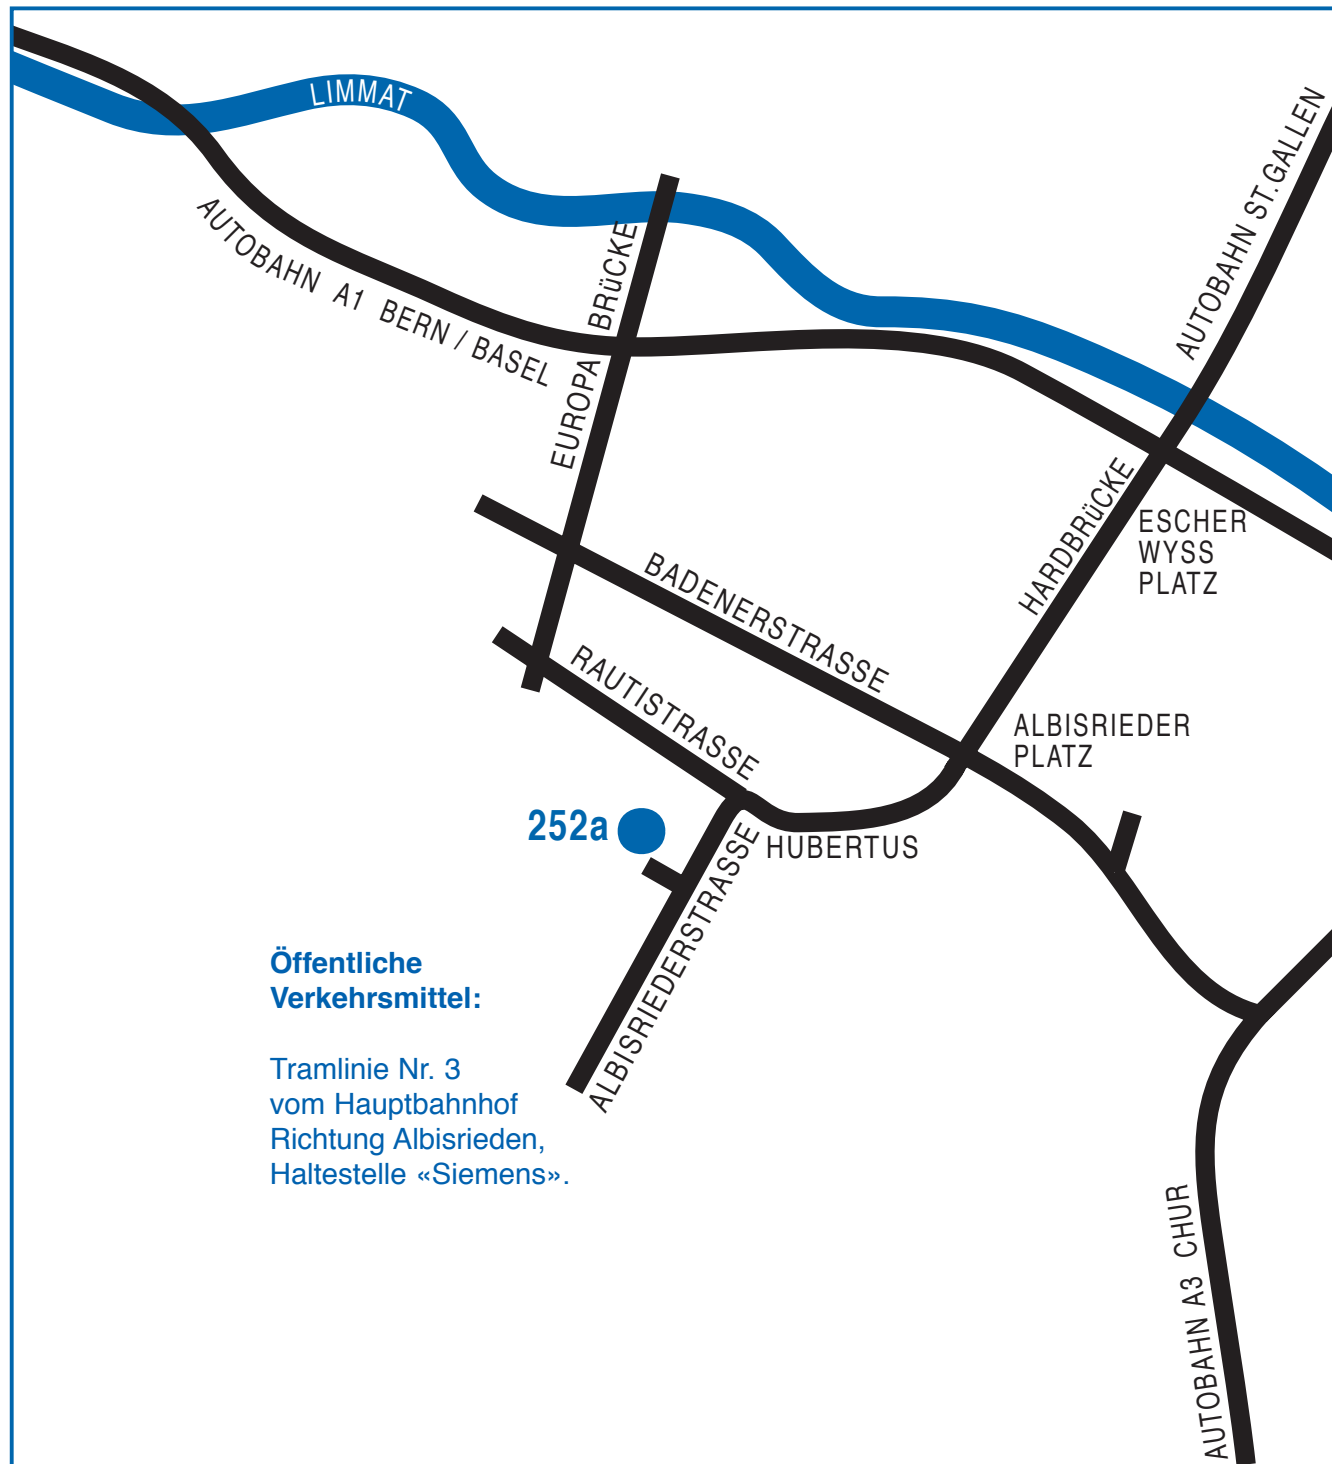 LIMMAT
AUTOBAHN ST.GALLEN
AUTOBAHN A1 BERN / BASEL
EUROPA BRüCKE
HARDBRüCKE
ESCHER
WYSS
PLATZ
BADENERSTRASSE
RAUTISTRASSE
ALBISRIEDER
PLATZ
252a
HUBERTUS
ALBISRIEDERSTRASSE
Öffentliche
Verkehrsmittel:
Tramlinie Nr. 3
vom Hauptbahnhof
Richtung Albisrieden,
Haltestelle «Siemens».
AUTOBAHN A3 CHUR